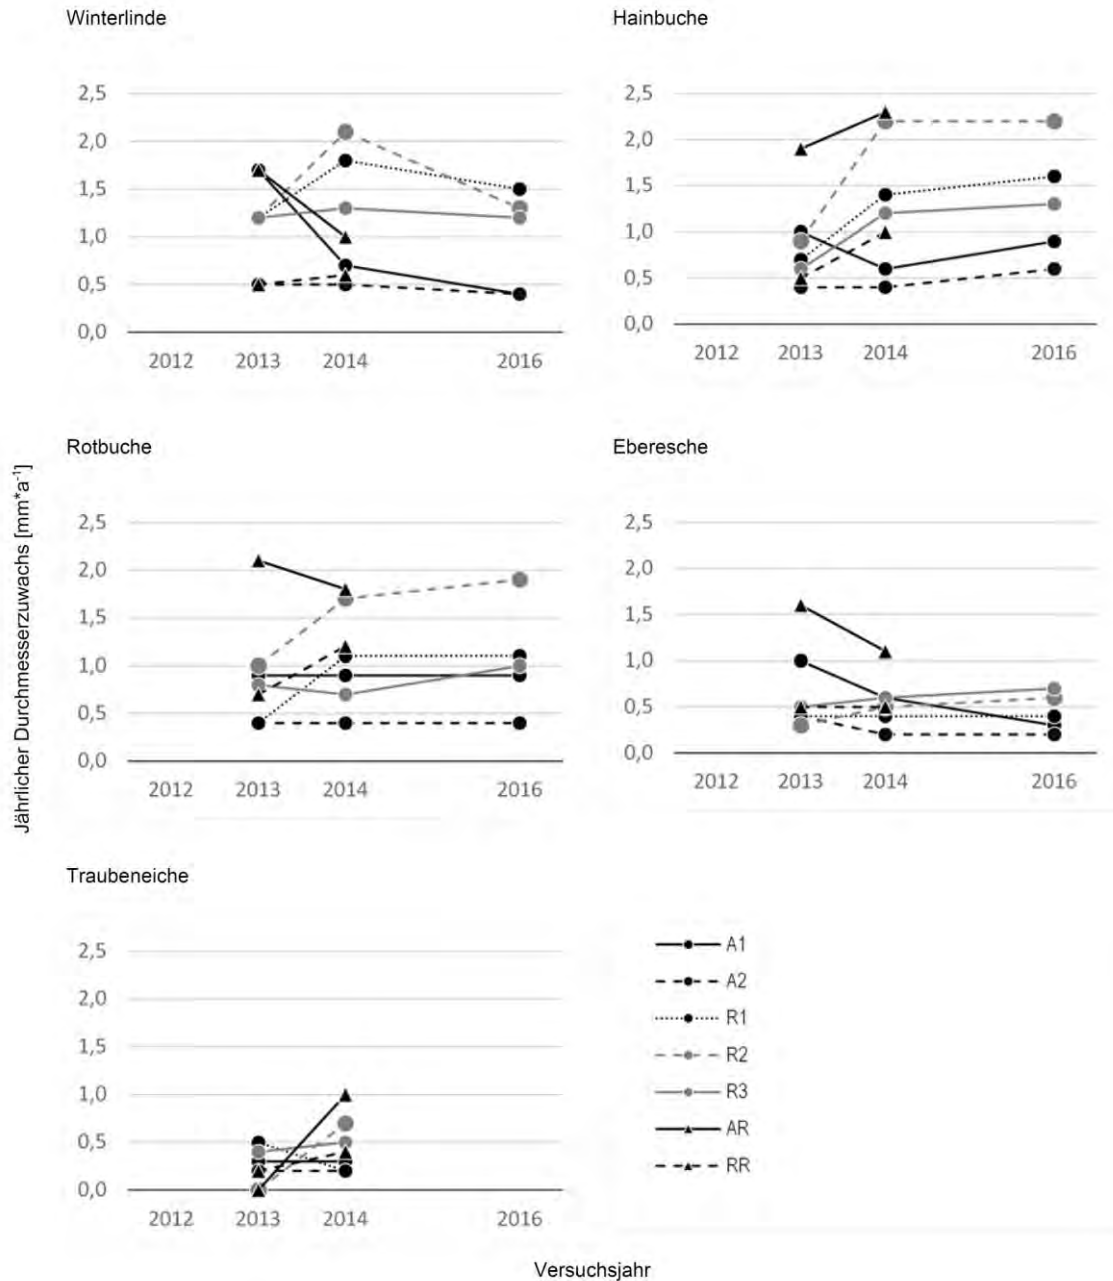 Winterlinde
2,5
2,0
1,5
1,0
0,5
0,0
2012 2013 2014 2016
Hainbuche
2,5
2,0
1,5
1,0
0,5
0,0
2012 2013 2014 2016
Jährlicher Durchmesserzuwachs [mm*a⁻¹]
Rotbuche
2,5
2,0
1,5
1,0
0,5
0,0
2012 2013 2014 2016
Eberesche
2,5
2,0
1,5
1,0
0,5
0,0
2012 2013 2014 2016
Traubeneiche
2,5
2,0
1,5
1,0
0,5
0,0
2012 2013 2014 2016
A1
A2
R1
R2
R3
AR
RR
Versuchsjahr